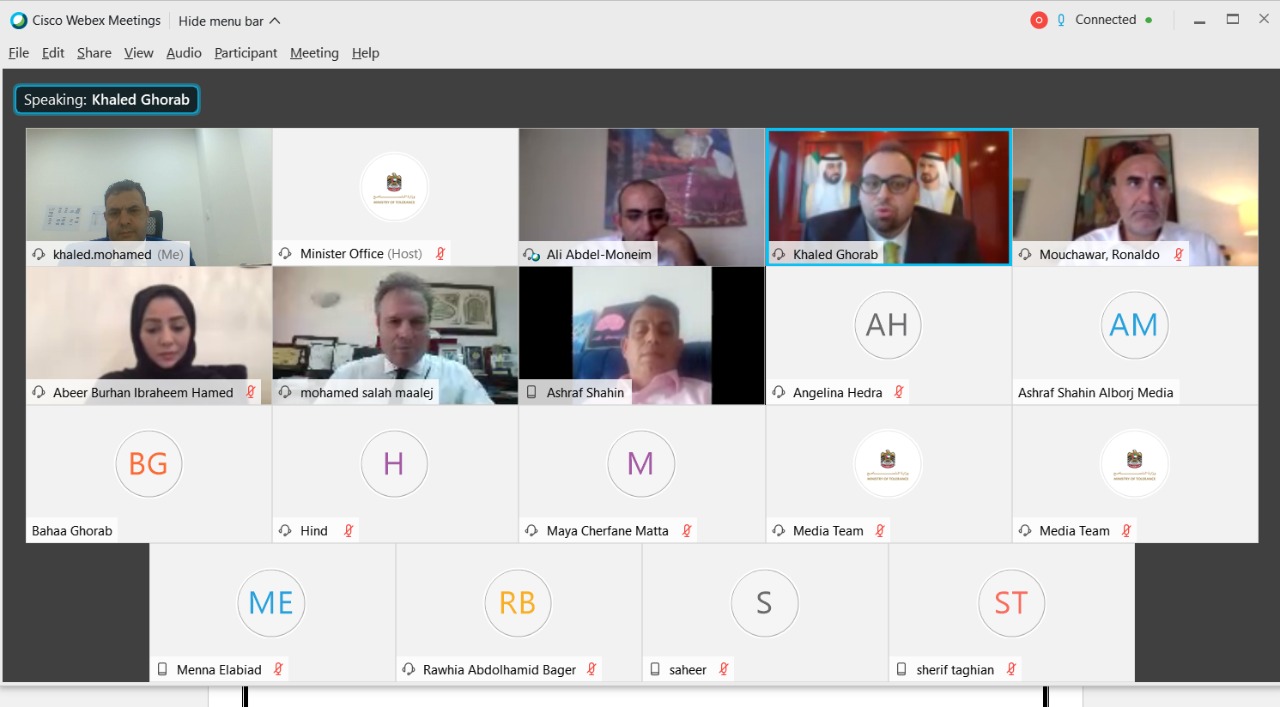 Cisco Webex Meetings
Hide menu bar
Connected
File Edit Share View Audio Participant Meeting Help
Speaking: Khaled Ghorab
khaled.mohamed (Me)
Minister Office (Host)
Ali Abdel-Moneim
Khaled Ghorab
Mouchawar, Ronaldo
Abeer Burhan Ibraheem Hamed
mohamed salah maalej
Ashraf Shahin
AH
Angelina Hedra
AM
Ashraf Shahin Alborj Media
BG
Bahaa Ghorab
H
Hind
M
Maya Cherfane Matta
MINISTRY OF TOLERANCE
Media Team
MINISTRY OF TOLERANCE
Media Team
ME
Menna Elabiad
RB
Rawhia Abdolhamid Bager
S
saheer
ST
sherif taghian